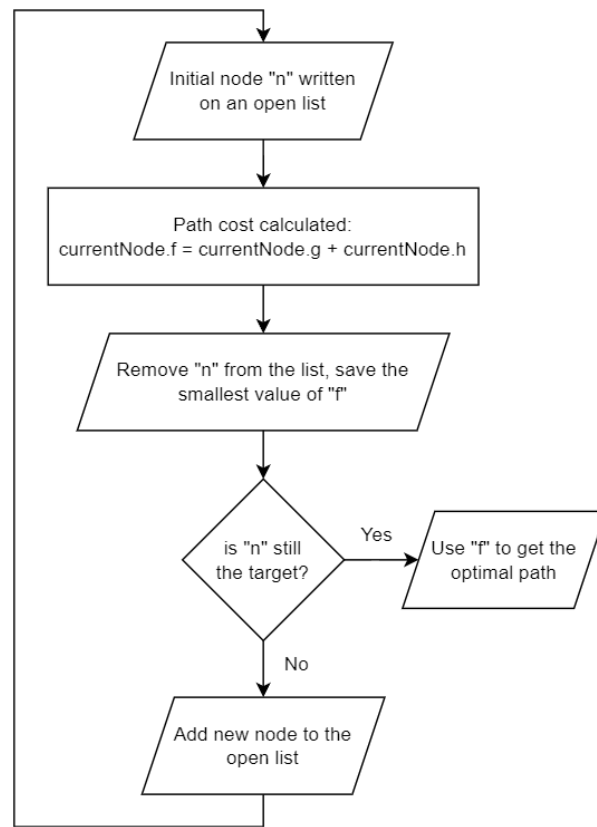 Initial node "n" written
on an open list
Path cost calculated:
currentNode.f = currentNode.g + currentNode.h
Remove "n" from the list, save the
smallest value of "f"
is "n" still
the target?
Yes
Use "f" to get the
optimal path
No
Add new node to the
open list